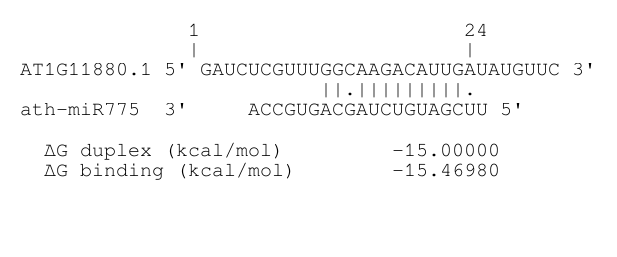 1 24
| |
AT1G11880.1 5' GAUCUCGUUUGGCAAGACAUUGAUAUGUUC 3'
||.|||||||||.
ath-miR775 3' ACCGUGACGAUCUGUAGCUU 5'
ΔG duplex (kcal/mol) -15.00000
ΔG binding (kcal/mol) -15.46980